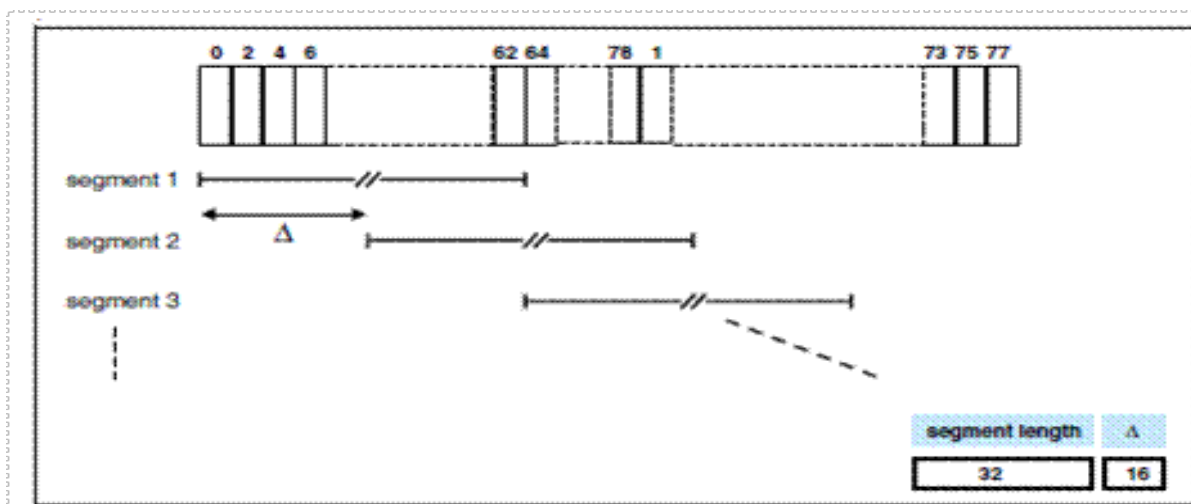 0 2 4 6 62 64 78 1 73 75 77
segment 1
Δ
segment 2
segment 3
segment length Δ
32 16